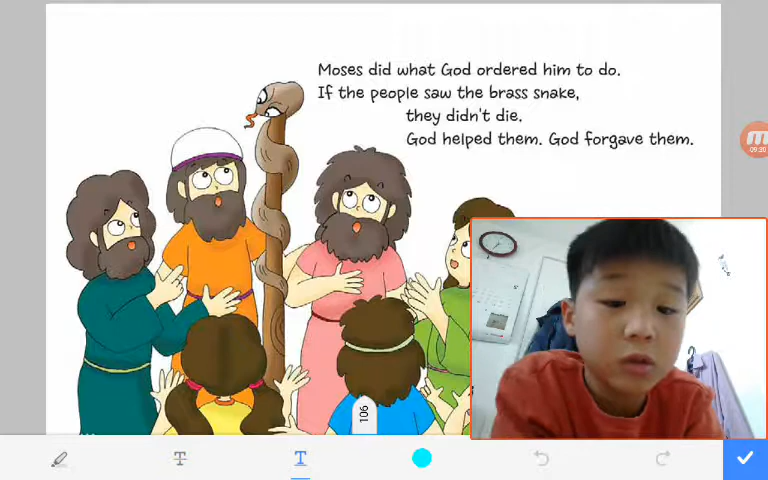 Moses did what God ordered him to do.
If the people saw the brass snake,
they didn't die.
God helped them. God forgave them.
106
T
T